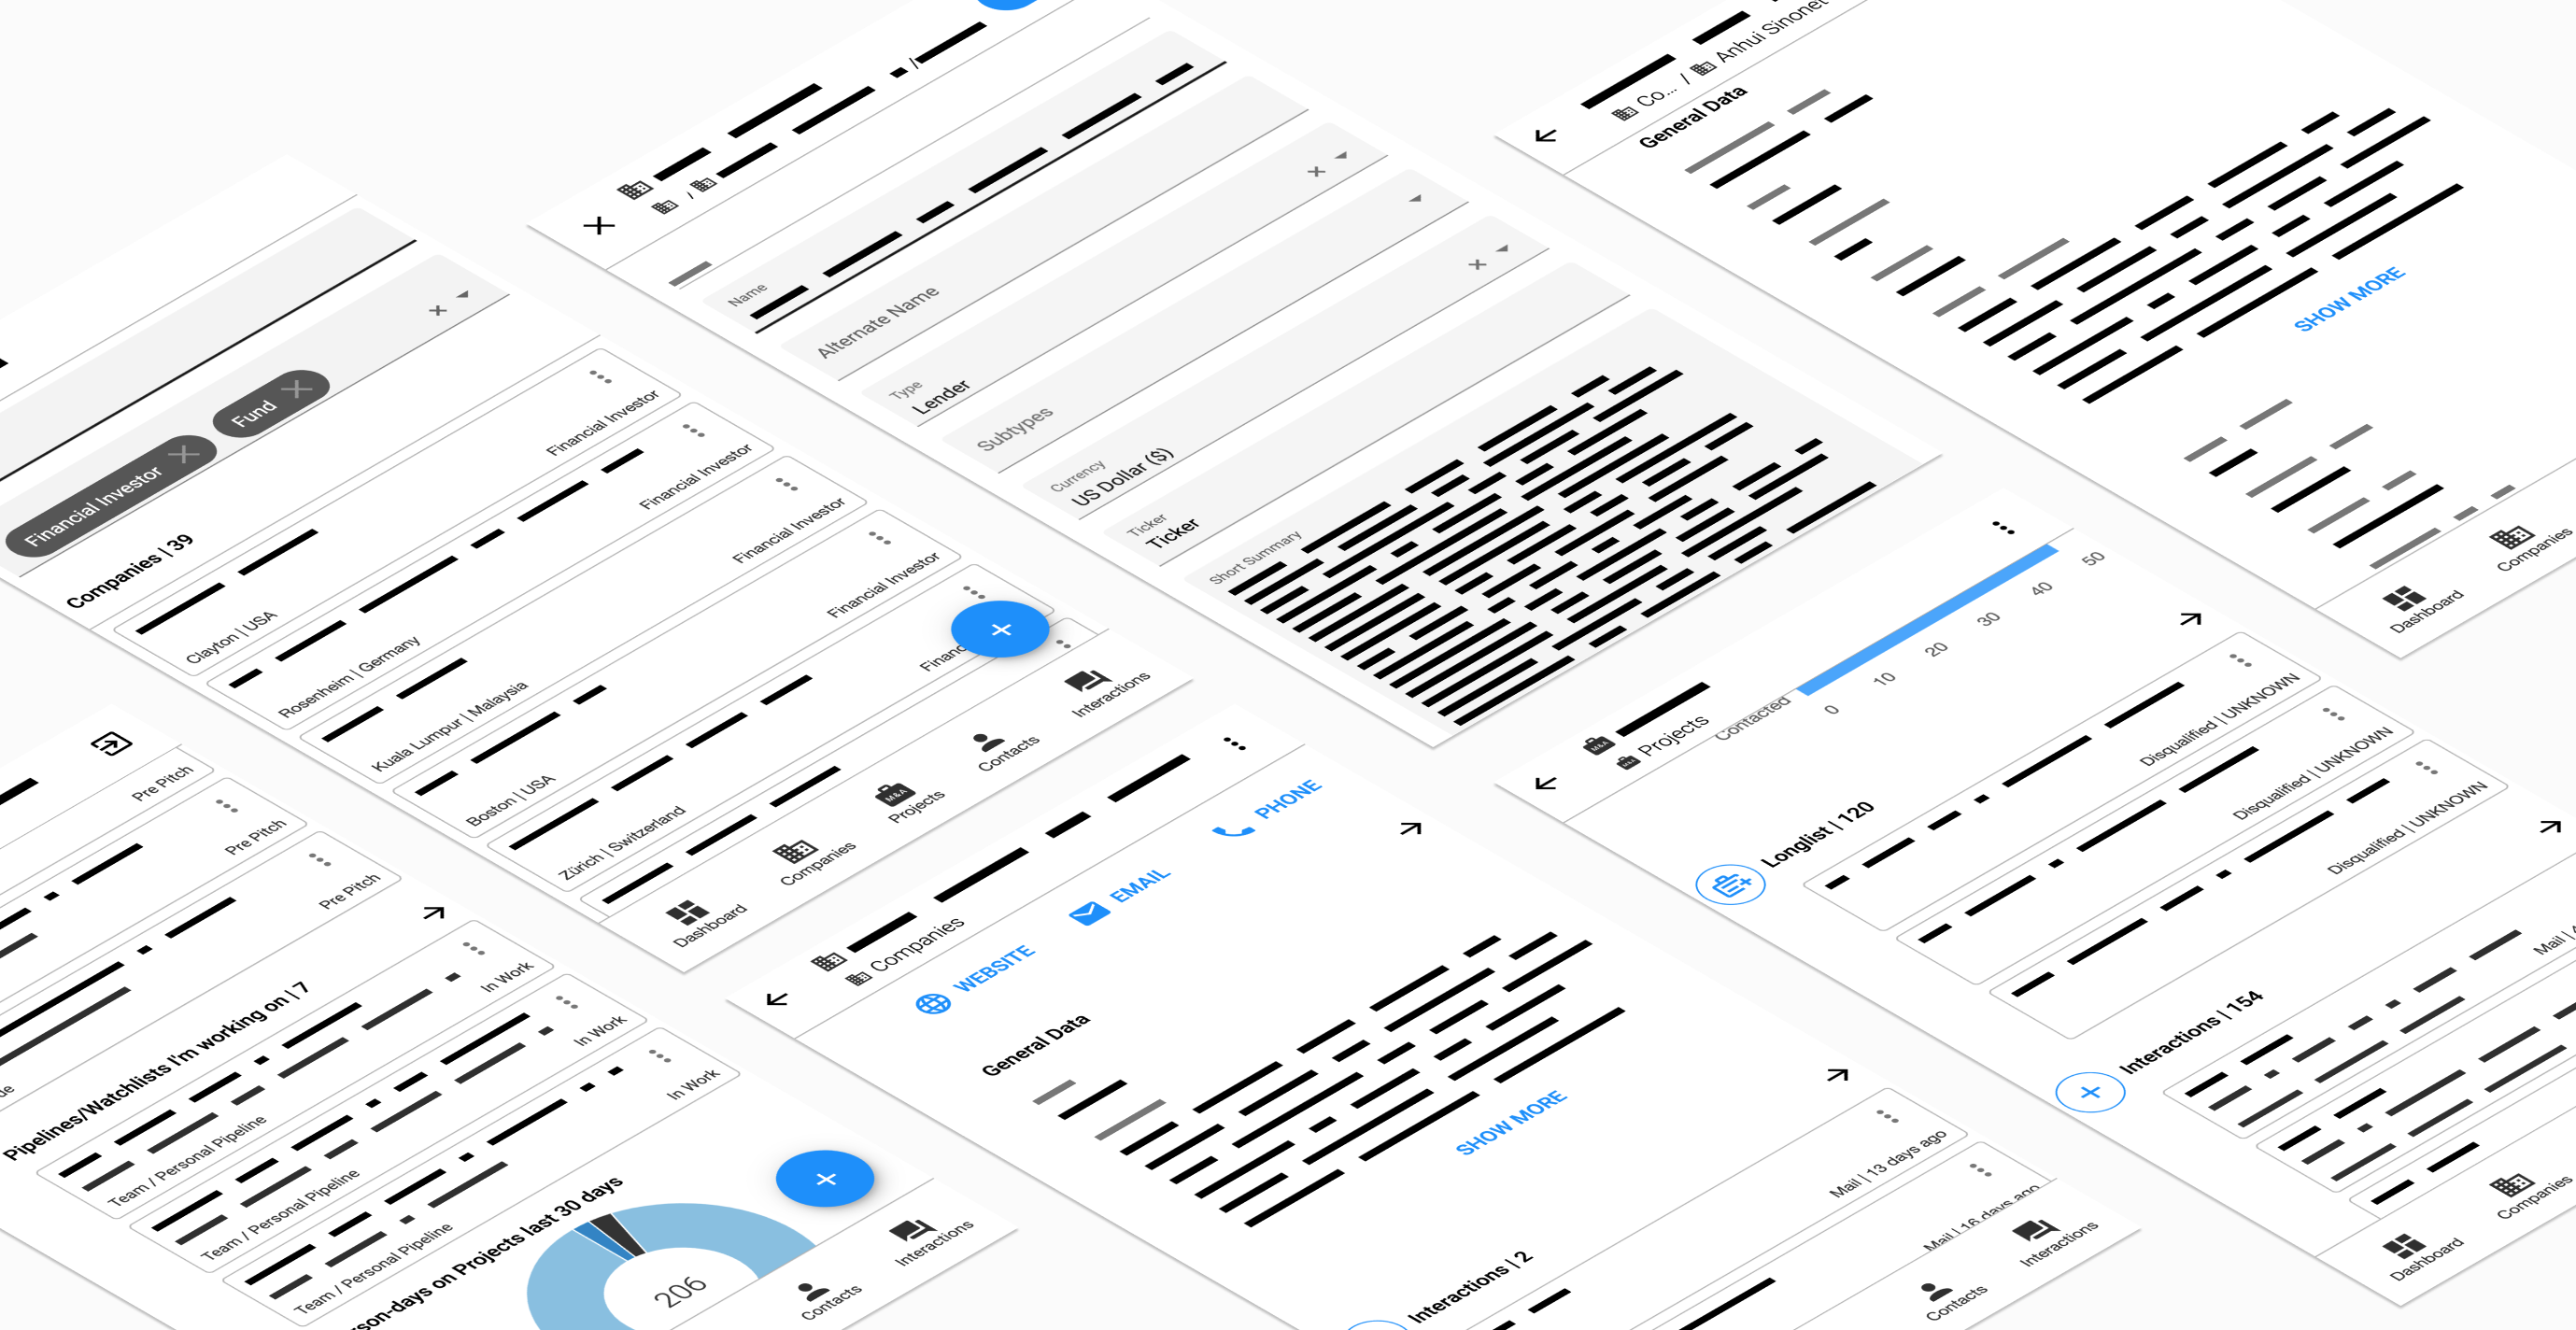 Financial Investor
Fund
Companies | 39
Financial Investor
Clayton | USA
Financial Investor
Rosenheim | Germany
Financial Investor
Kuala Lumpur | Malaysia
Financial Investor
Boston | USA
Zürich | Switzerland
Dashboard
Companies
M&A
Projects
Contacts
Interactions
/
/
Name
Alternate Name
Type
Lender
Subtypes
Currency
US Dollar ($)
Ticker
Ticker
Short Summary
Co... / Anhui Sinonet
General Data
SHOW MORE
Dashboard
Companies
Pre Pitch
Pre Pitch
Pre Pitch
Pipelines/Watchlists I'm working on | 7
In Work
Team / Personal Pipeline
In Work
Team / Personal Pipeline
In Work
Team / Personal Pipeline
on Projects last 30 days
206
Contacts
Interactions
Companies
WEBSITE
EMAIL
PHONE
General Data
SHOW MORE
Interactions | 2
Mail | 13 days ago
Mail | 16 days ago
Contacts
Interactions
M&A
M&A
Projects
Contacted
0
10
20
30
40
50
Longlist | 120
Disqualified | UNKNOWN
Disqualified | UNKNOWN
Disqualified | UNKNOWN
Interactions | 154
Mail |
Dashboard
Companies